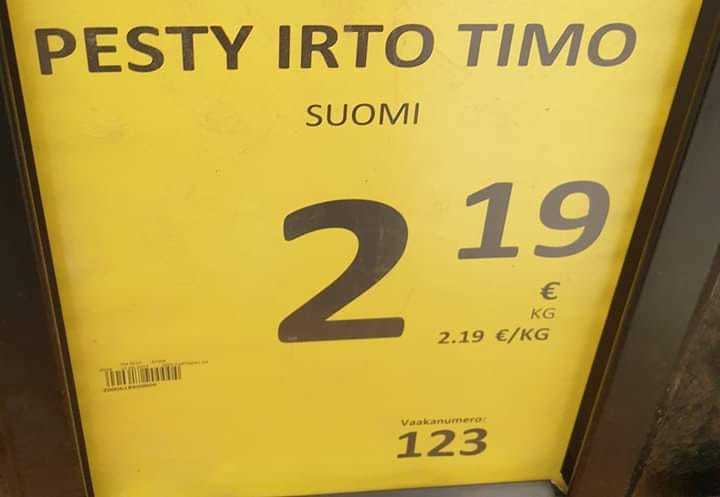 PESTY IRTO TIMO
SUOMI
2 19
€
KG
2.19 €/KG
Vaakanumero:
123